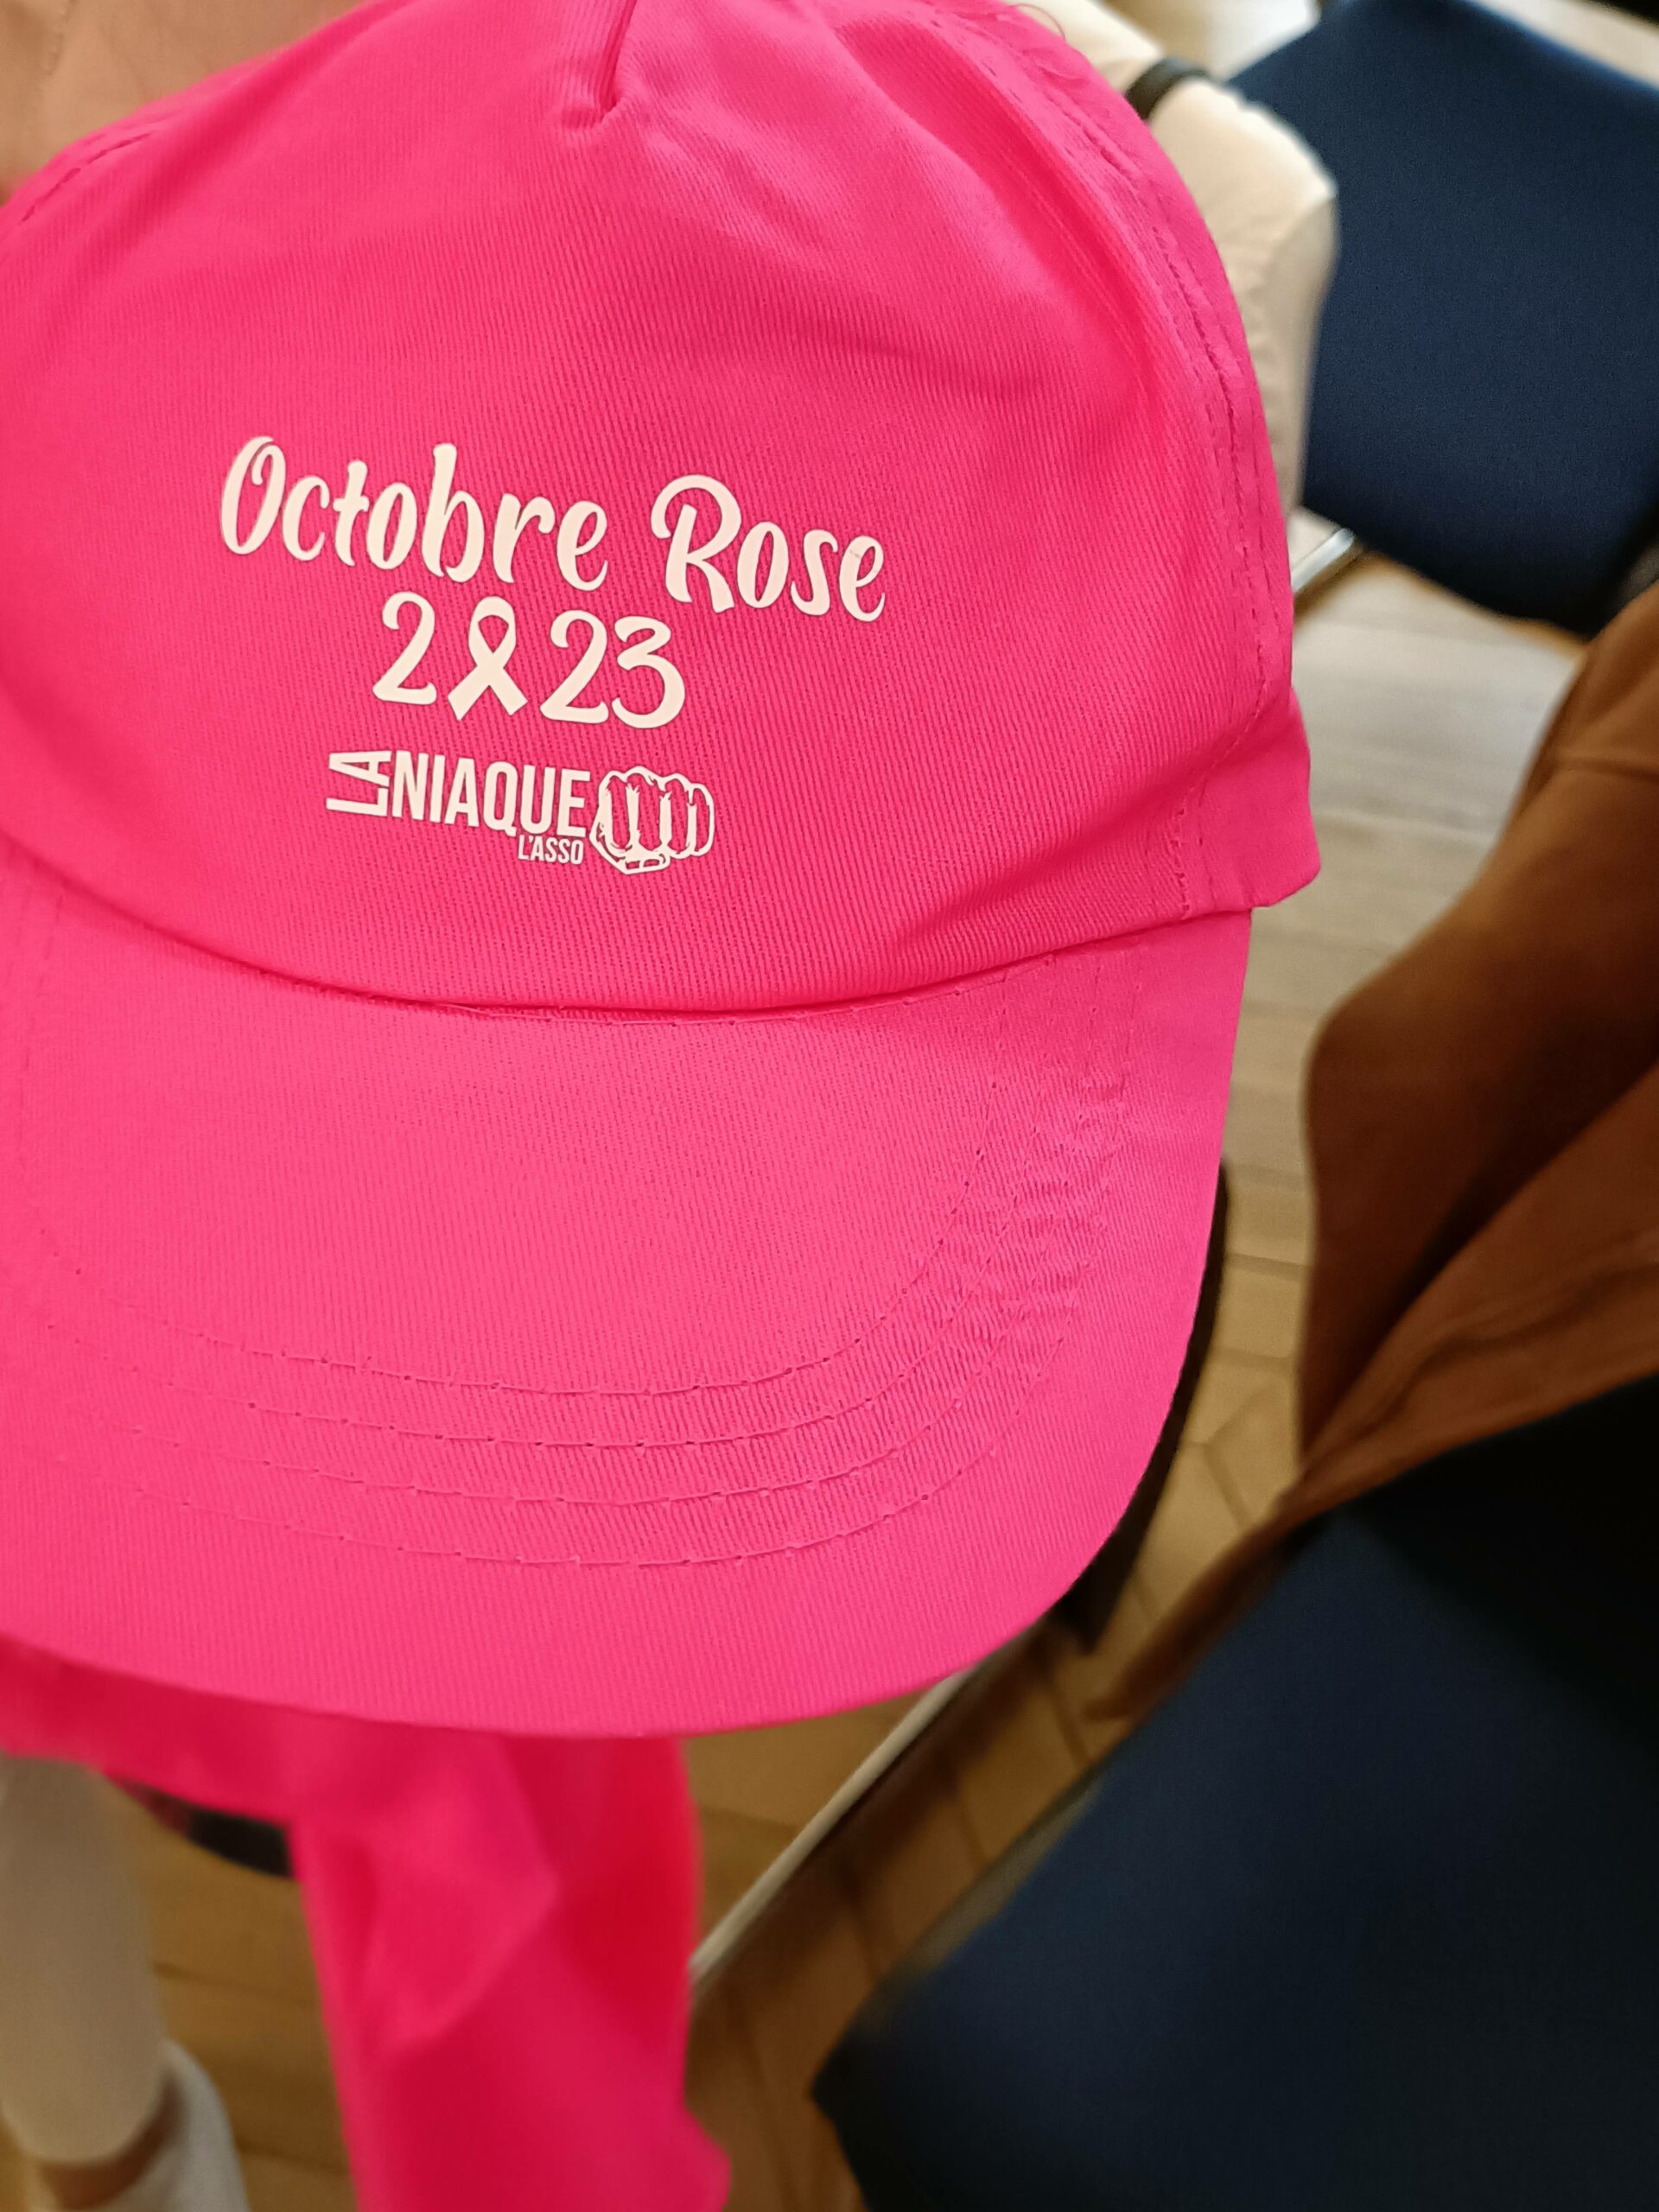 Octobre Rose
2023
LA NIAQUE
L'ASSO